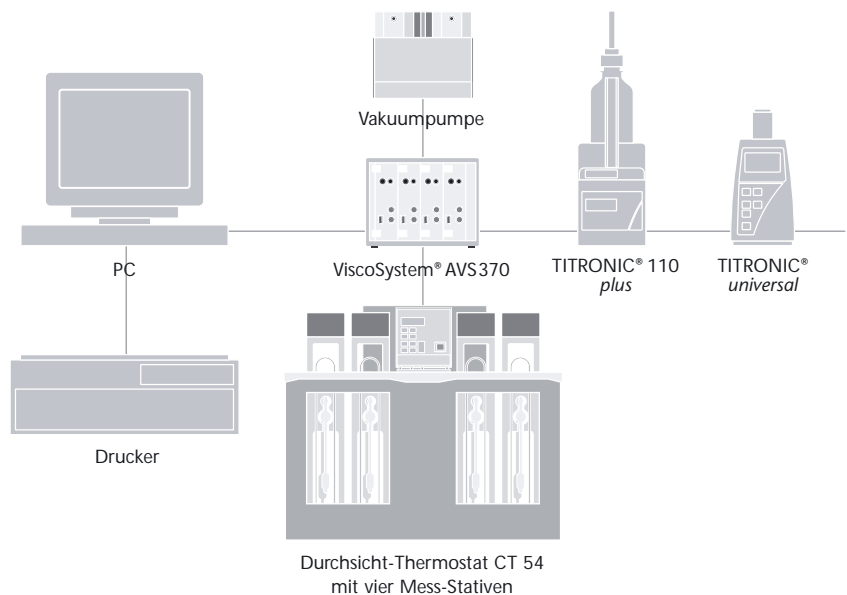 Vakuumpumpe
PC
ViscoSystem® AVS370
TITRONIC® 110
plus
TITRONIC®
universal
Drucker
Durchsicht-Thermostat CT 54
mit vier Mess-Stativen